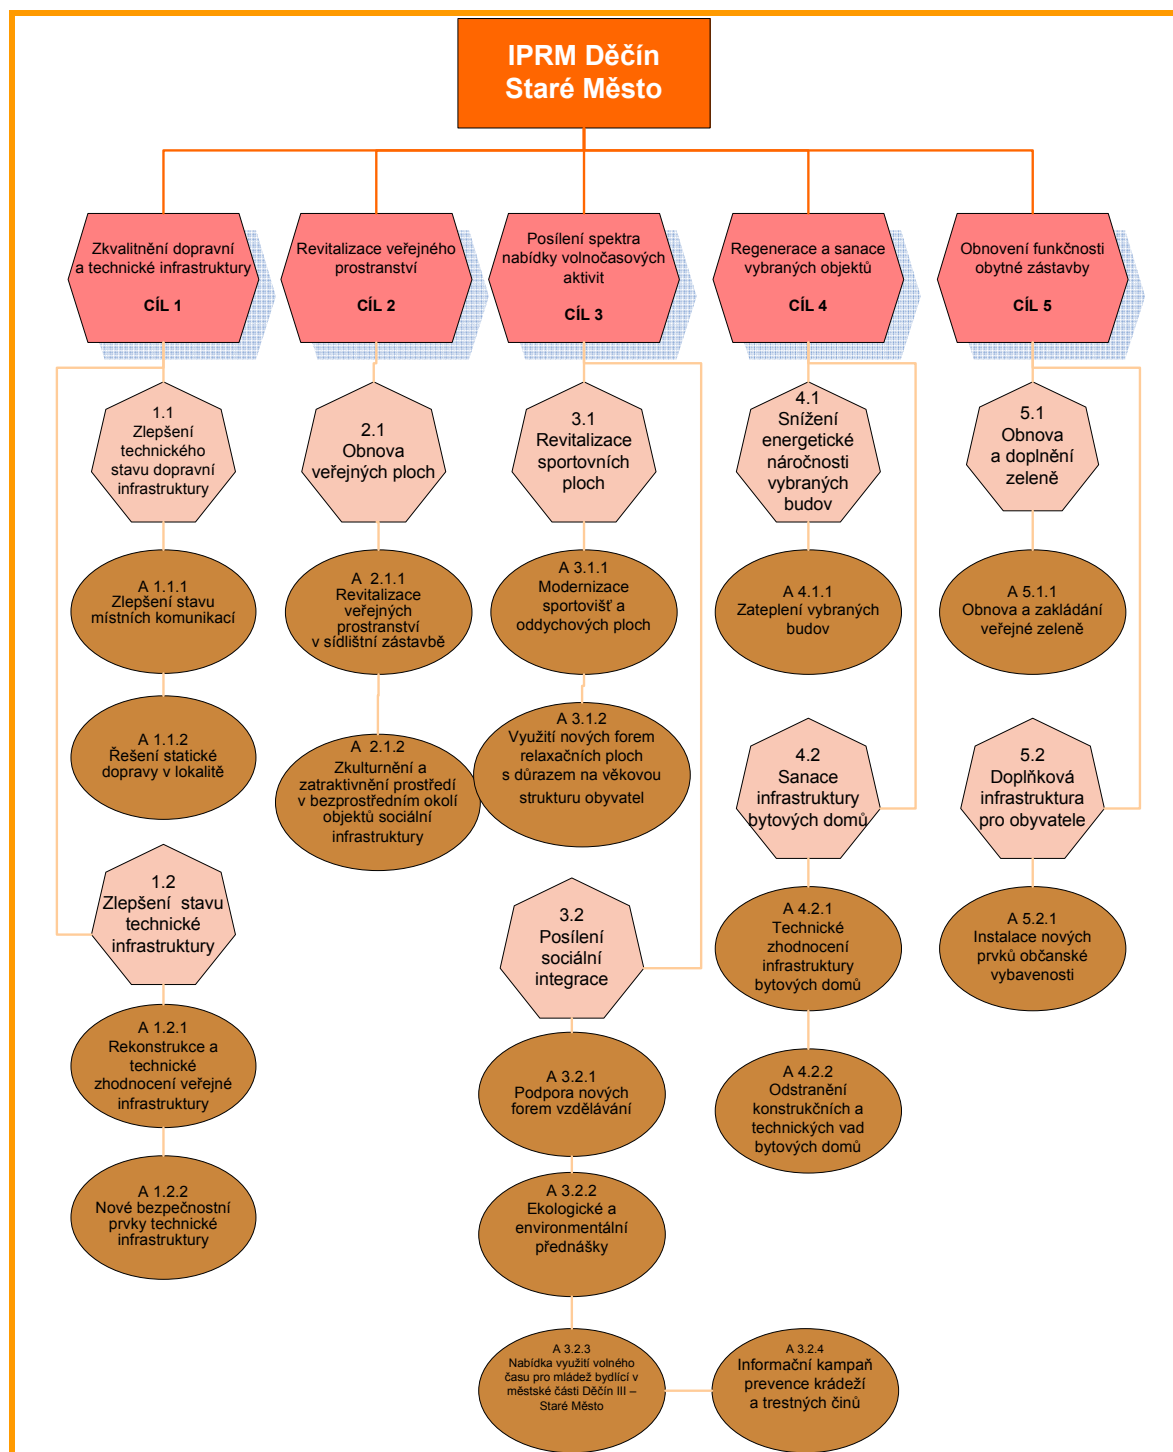 IPRM Děčín
Staré Město
Zkvalitnění dopravní
a technické infrastruktury
CÍL 1
Revitalizace veřejného
prostranství
CÍL 2
Posílení spektra
nabídky volnočasových
aktivit
CÍL 3
Regenerace a sanace
vybraných objektů
CÍL 4
Obnovení funkčnosti
obytné zástavby
CÍL 5
1.1
Zlepšení
technického
stavu dopravní
infrastruktury
2.1
Obnova
veřejných ploch
3.1
Revitalizace
sportovních
ploch
4.1
Snížení
energetické
náročnosti
vybraných
budov
5.1
Obnova
a doplnění
zeleně
A 1.1.1
Zlepšení stavu
místních komunikací
A 2.1.1
Revitalizace
veřejných
prostranství
v sídlištní zástavbě
A 3.1.1
Modernizace
sportovišť a
oddychových ploch
A 4.1.1
Zateplení vybraných
budov
A 5.1.1
Obnova a zakládání
veřejné zeleně
A 1.1.2
Řešení statické
dopravy v lokalitě
A 2.1.2
Zkulturnění a
zatraktivnění prostředí
v bezprostředním okolí
objektů sociální
infrastruktury
A 3.1.2
Využití nových forem
relaxačních ploch
s důrazem na věkovou
strukturu obyvatel
4.2
Sanace
infrastruktury
bytových domů
5.2
Doplňková
infrastruktura
pro obyvatele
1.2
Zlepšení stavu
technické
infrastruktury
3.2
Posílení
sociální
integrace
A 4.2.1
Technické
zhodnocení
infrastruktury
bytových domů
A 5.2.1
Instalace nových
prvků občanské
vybavenosti
A 1.2.1
Rekonstrukce a
technické
zhodnocení veřejné
infrastruktury
A 3.2.1
Podpora nových
forem vzdělávání
A 4.2.2
Odstranění
konstrukčních a
technických vad
bytových domů
A 1.2.2
Nové bezpečnostní
prvky technické
infrastruktury
A 3.2.2
Ekologické a
environmentální
přednášky
A 3.2.3
Nabídka využití volného
času pro mládež bydlící v
městské části Děčín III –
Staré Město
A 3.2.4
Informační kampaň
prevence krádeží
a trestných činů